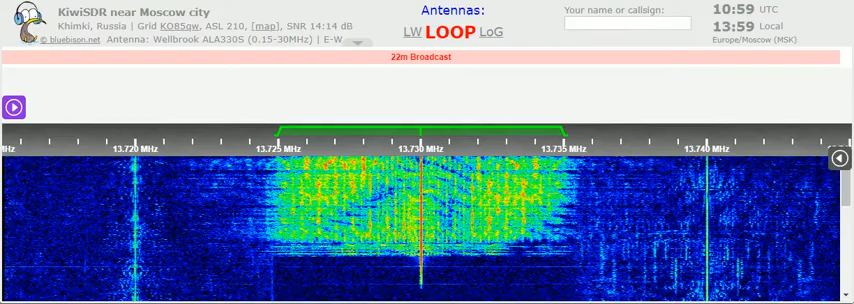 KiwiSDR near Moscow city
Khimki, Russia | Grid KO85qw, ASL 210, [map], SNR 14:14 dB
© bluebison.net Antenna: Wellbrook ALA330S (0.15-30MHz) | E-W
Antennas:
LW LOOP LoG
Your name or callsign:
10:59 UTC
13:59 Local
Europe/Moscow (MSK)
22m Broadcast
MHz 13.720 MHz 13.725 MHz 13.730 MHz 13.735 MHz 13.740 MHz